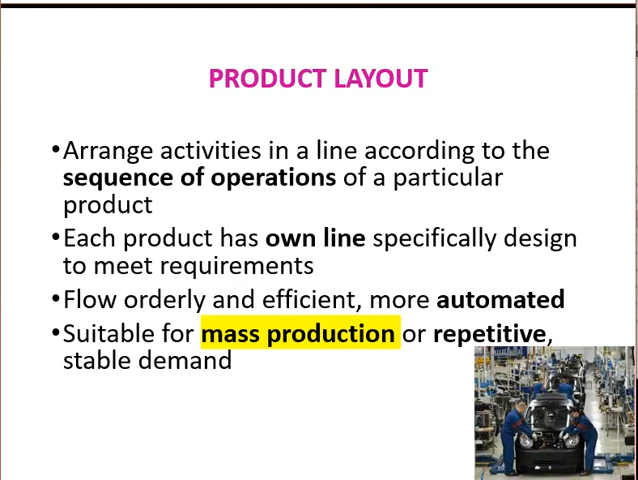 PRODUCT LAYOUT
•Arrange activities in a line according to the
sequence of operations of a particular
product
•Each product has own line specifically design
to meet requirements
•Flow orderly and efficient, more automated
•Suitable for mass production or repetitive,
stable demand